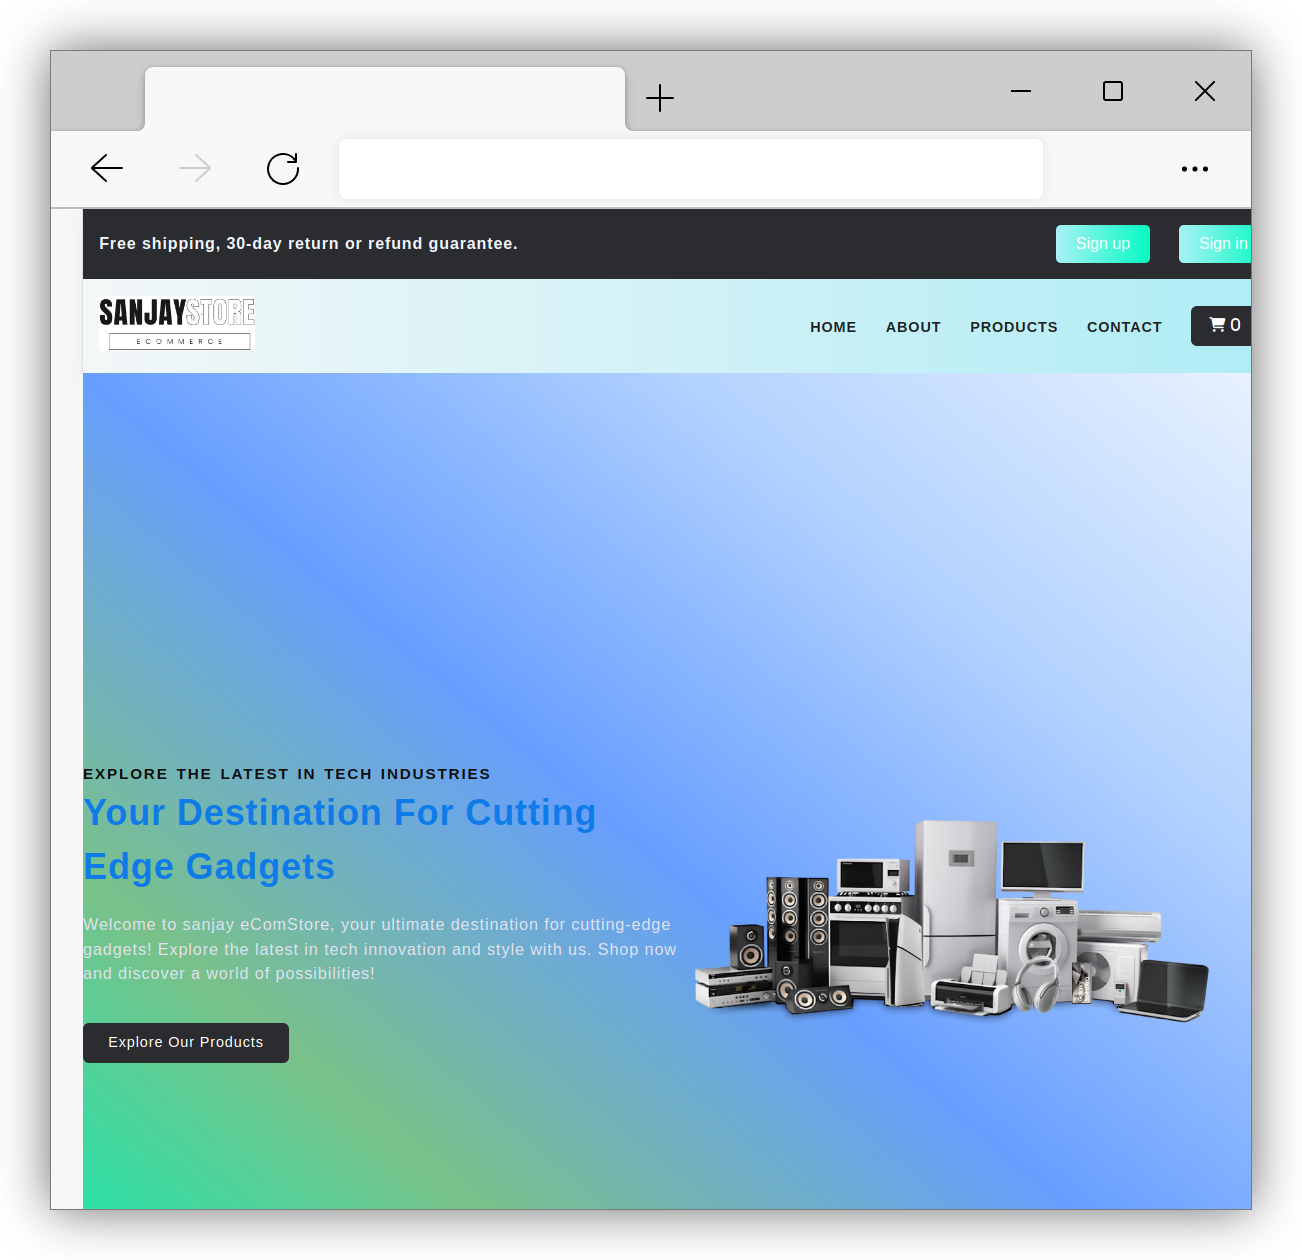 Free shipping, 30-day return or refund guarantee.
Sign up
Sign in
SANJAYSTORE
ECOMMERCE
HOME
ABOUT
PRODUCTS
CONTACT
0
EXPLORE THE LATEST IN TECH INDUSTRIES
Your Destination For Cutting
Edge Gadgets
Welcome to sanjay eComStore, your ultimate destination for cutting-edge
gadgets! Explore the latest in tech innovation and style with us. Shop now
and discover a world of possibilities!
Explore Our Products